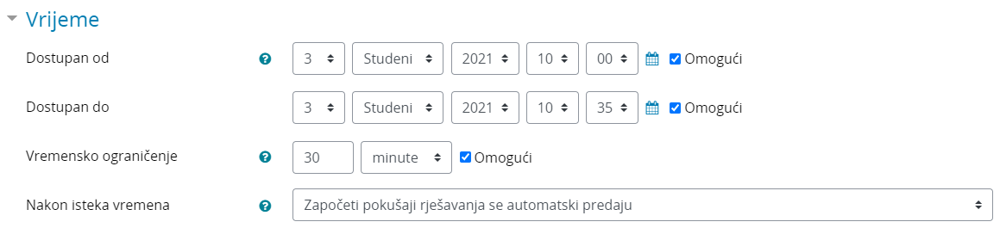 Vrijeme
Dostupan od 3 Studeni 2021 10 00 Omogući
Dostupan do 3 Studeni 2021 10 35 Omogući
Vremensko ograničenje 30 minute Omogući
Nakon isteka vremena Započeti pokušaji rješavanja se automatski predaju